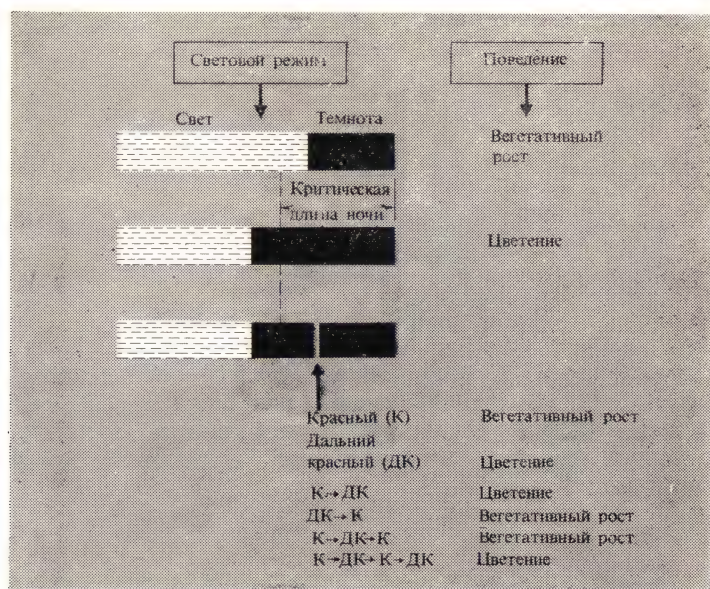 Световой режим
Поведение
Свет
Темнота
Вегетативный
рост
Критическая
длина ночи
Цветение
Красный (К)
Вегетативный рост
Дальний
красный (ДК)
Цветение
К→ДК
Цветение
ДК→К
Вегетативный рост
К→ДК→К
Вегетативный рост
К→ДК→К→ДК
Цветение